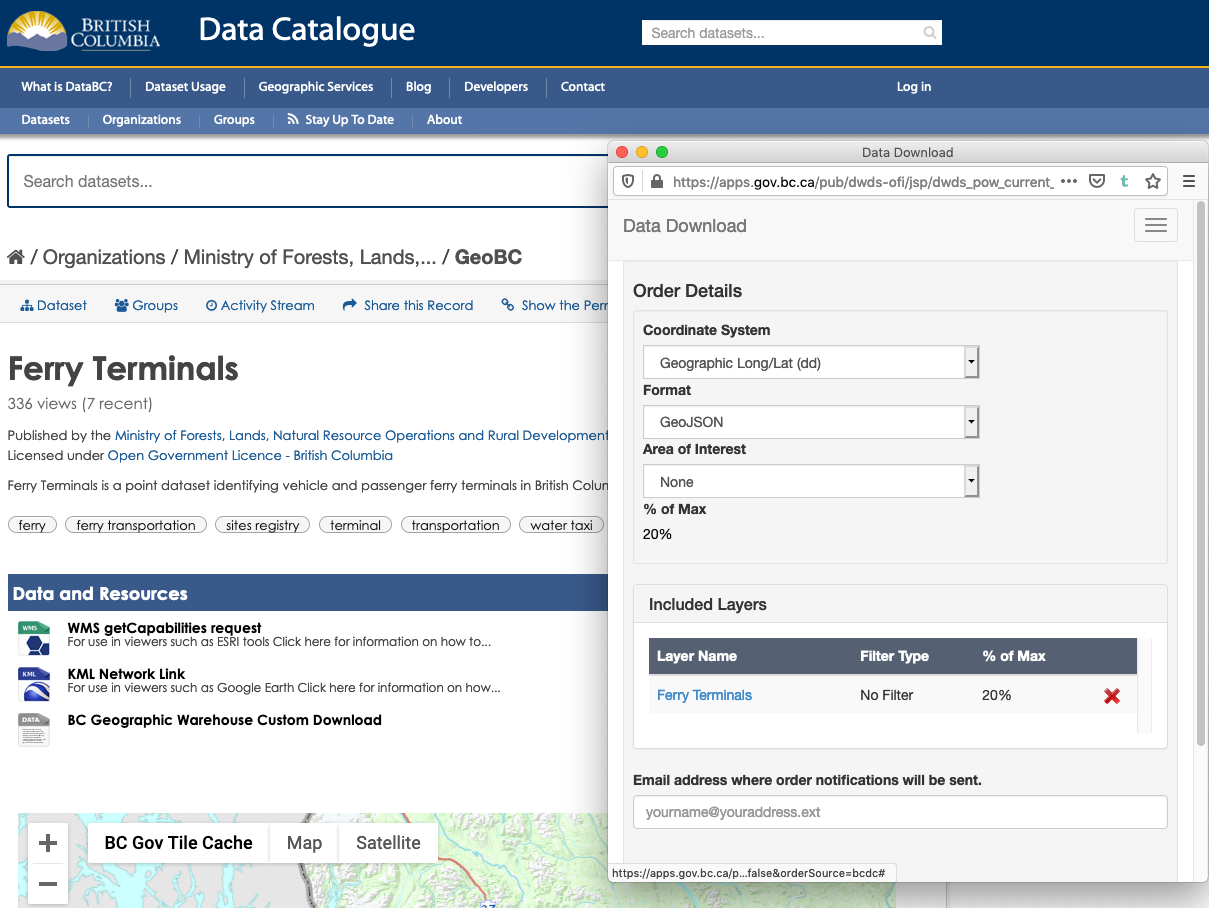 BRITISH
COLUMBIA
Data Catalogue
Search datasets...
What is DataBC?
Dataset Usage
Geographic Services
Blog
Developers
Contact
Log in
Datasets
Organizations
Groups
Stay Up To Date
About
Search datasets...
/ Organizations / Ministry of Forests, Lands,... / GeoBC
Dataset
Groups
Activity Stream
Share this Record
Show the Perm
Ferry Terminals
336 views (7 recent)
Published by the Ministry of Forests, Lands, Natural Resource Operations and Rural Development
Licensed under Open Government Licence - British Columbia
Ferry Terminals is a point dataset identifying vehicle and passenger ferry terminals in British Colum
ferry
ferry transportation
sites registry
terminal
transportation
water taxi
Data and Resources
WMS
WMS getCapabilities request
For use in viewers such as ESRI tools Click here for information on how to...
KML
KML Network Link
For use in viewers such as Google Earth Click here for information on how...
DATA
BC Geographic Warehouse Custom Download
+
−
BC Gov Tile Cache
Map
Satellite
37
Data Download
https://apps.gov.bc.ca/pub/dwds-ofi/jsp/dwds_pow_current_
t
Data Download
Order Details
Coordinate System
Geographic Long/Lat (dd)
Format
GeoJSON
Area of Interest
None
% of Max
20%
Included Layers
Layer Name Filter Type % of Max
Ferry Terminals No Filter 20%
Email address where order notifications will be sent.
yourname@youraddress.ext
https://apps.gov.bc.ca/p...false&orderSource=bcdc#